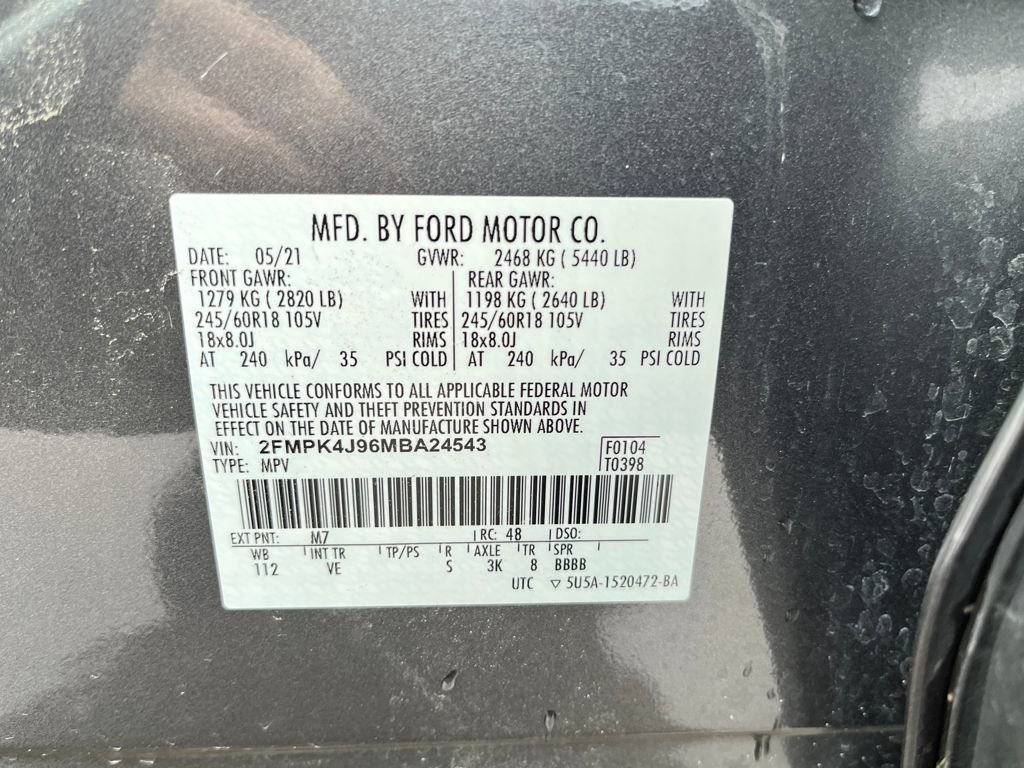 MFD. BY FORD MOTOR CO.
DATE: 05/21 GVWR: 2468 KG ( 5440 LB)
FRONT GAWR: REAR GAWR:
1279 KG ( 2820 LB) WITH 1198 KG ( 2640 LB) WITH
245/60R18 105V TIRES 245/60R18 105V TIRES
18x8.0J RIMS 18x8.0J RIMS
AT 240 kPa/ 35 PSI COLD AT 240 kPa/ 35 PSI COLD
THIS VEHICLE CONFORMS TO ALL APPLICABLE FEDERAL MOTOR
VEHICLE SAFETY AND THEFT PREVENTION STANDARDS IN
EFFECT ON THE DATE OF MANUFACTURE SHOWN ABOVE.
VIN: 2FMPK4J96MBA24543 F0104
TYPE: MPV T0398
EXT PNT: M7 RC: 48 DSO:
WB INT TR TP/PS R AXLE TR SPR
112 VE S 3K 8 BBBB
UTC ▽ 5U5A-1520472-BA